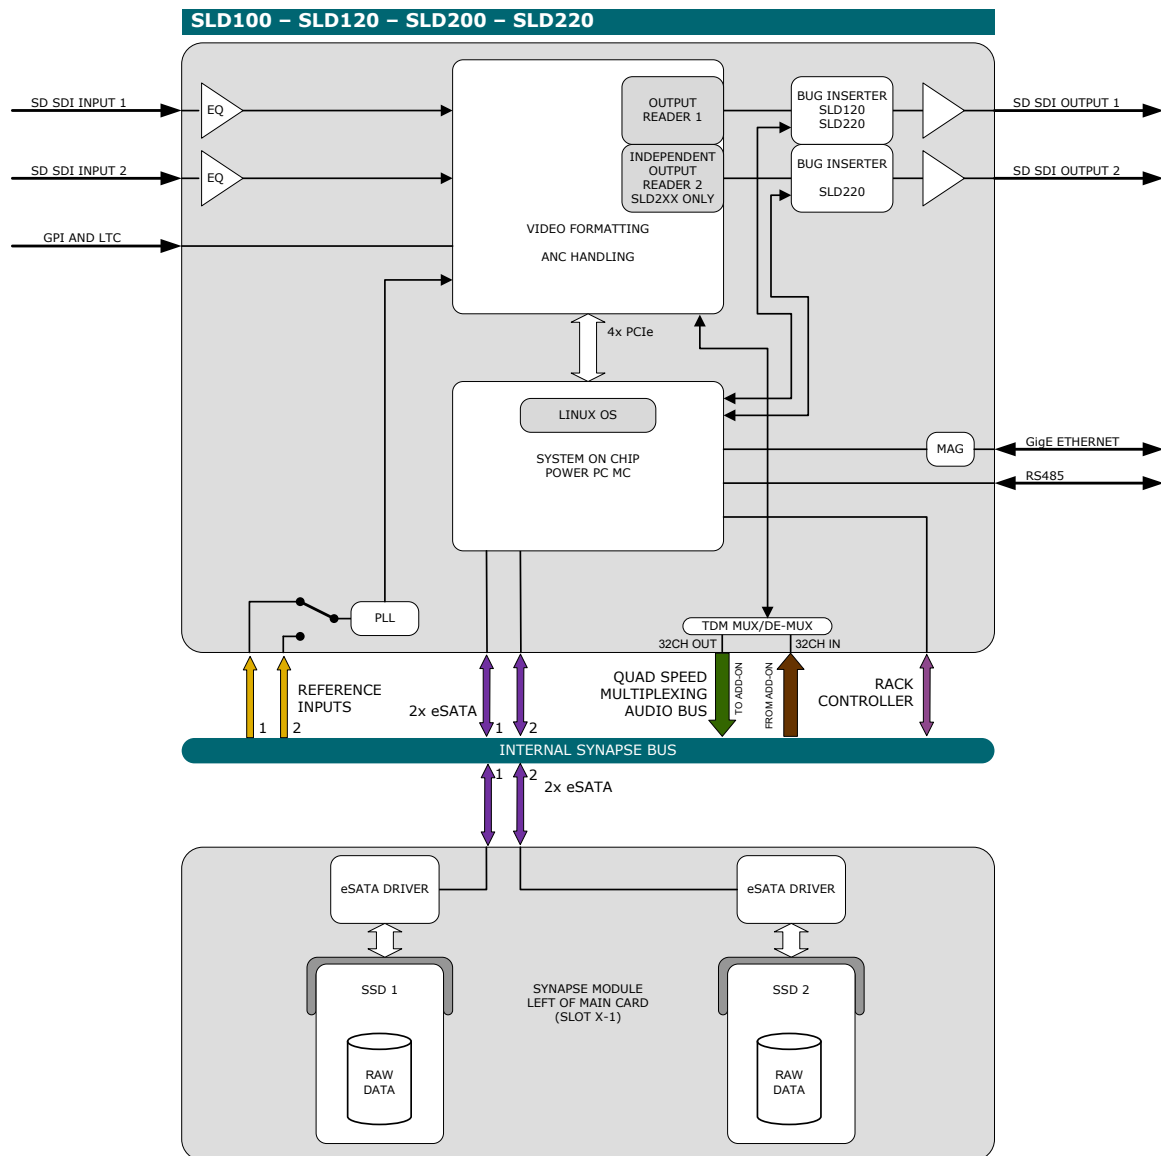 SLD100 – SLD120 – SLD200 – SLD220
SD SDI INPUT 1
EQ
OUTPUT
READER 1
BUG INSERTER
SLD120
SLD220
SD SDI OUTPUT 1
SD SDI INPUT 2
EQ
INDEPENDENT
OUTPUT
READER 2
SLD2XX ONLY
BUG INSERTER
SLD220
SD SDI OUTPUT 2
GPI AND LTC
VIDEO FORMATTING
ANC HANDLING
4x PCIe
LINUX OS
SYSTEM ON CHIP
POWER PC MC
MAG
GigE ETHERNET
RS485
PLL
TDM MUX/DE-MUX
32CH OUT
32CH IN
REFERENCE
INPUTS
1
2
2x eSATA
1
2
QUAD SPEED
MULTIPLEXING
AUDIO BUS
TO ADD-ON
FROM ADD-ON
RACK
CONTROLLER
INTERNAL SYNAPSE BUS
1
2
2x eSATA
eSATA DRIVER
eSATA DRIVER
SSD 1
SYNAPSE MODULE
LEFT OF MAIN CARD
(SLOT X-1)
SSD 2
RAW
DATA
RAW
DATA